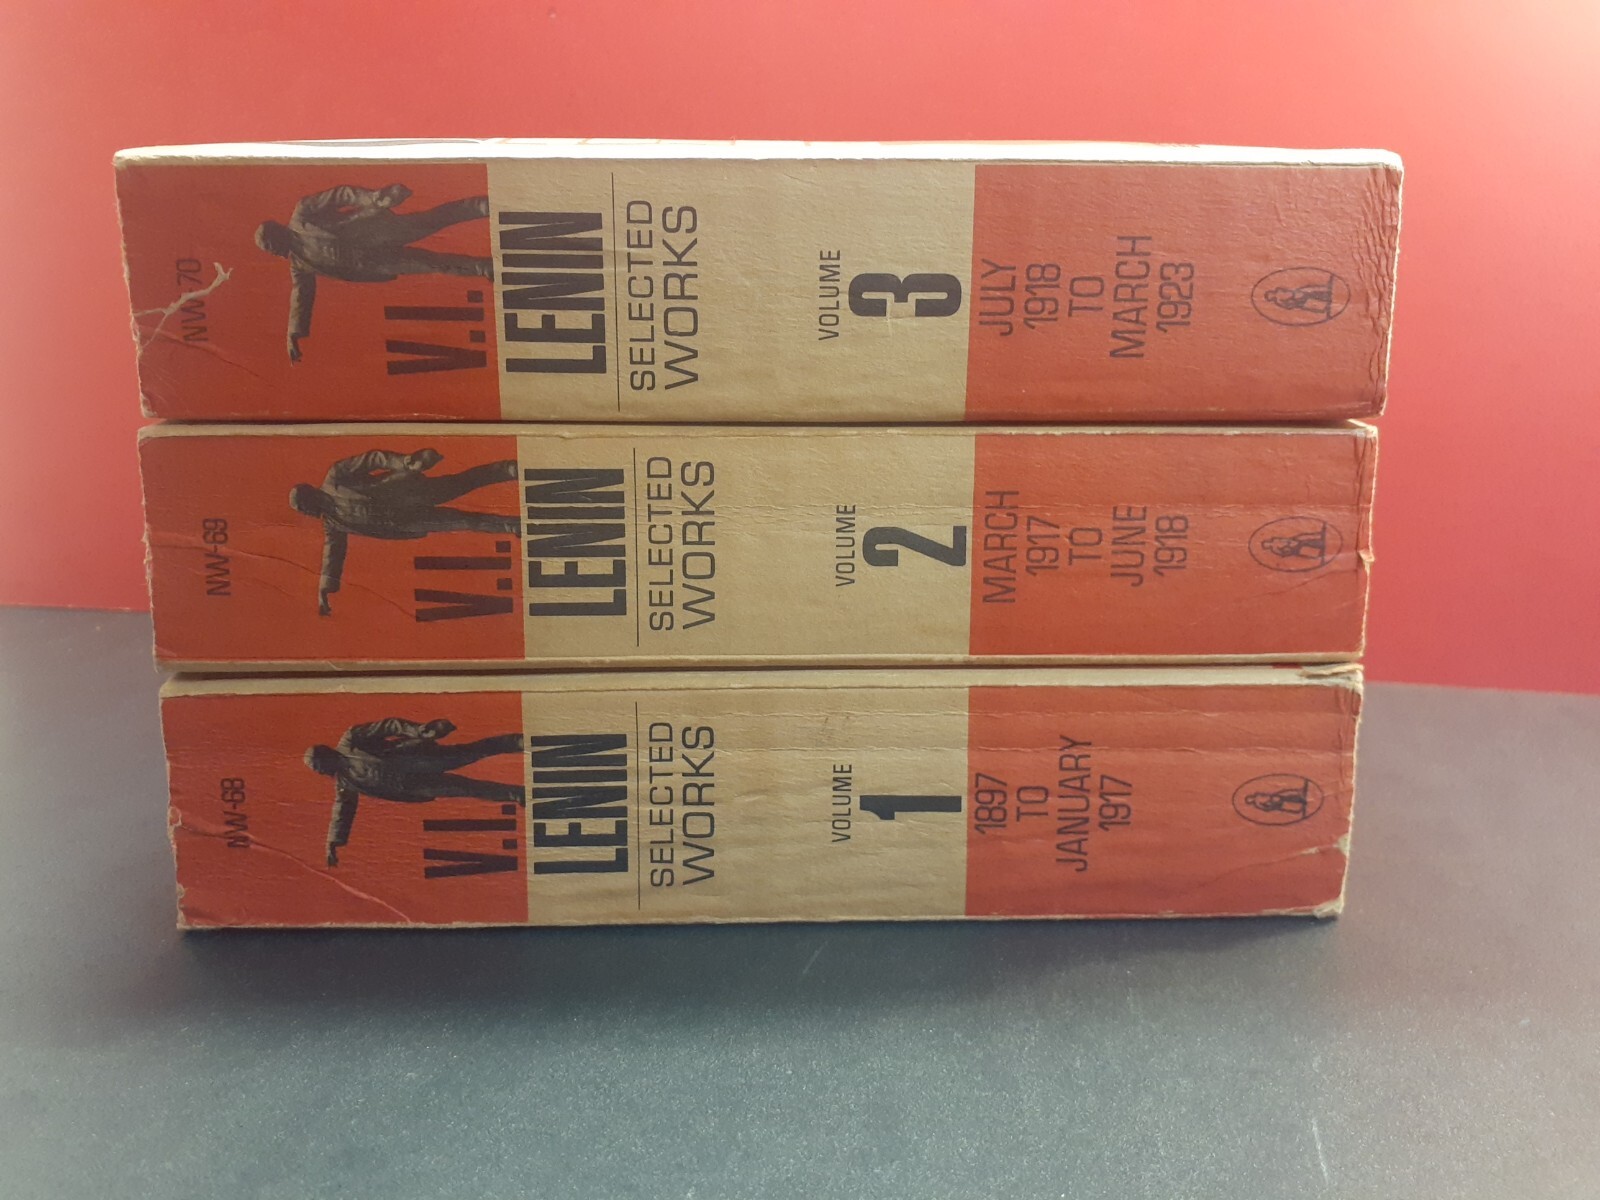 NW-70
V.I.
LENIN
SELECTED
WORKS
VOLUME
3
JULY
1918
TO
MARCH
1923
NW-69
V.I.
LENIN
SELECTED
WORKS
VOLUME
2
MARCH
1917
TO
JUNE
1918
NW-68
V.I.
LENIN
SELECTED
WORKS
VOLUME
1
1897
TO
JANUARY
1917